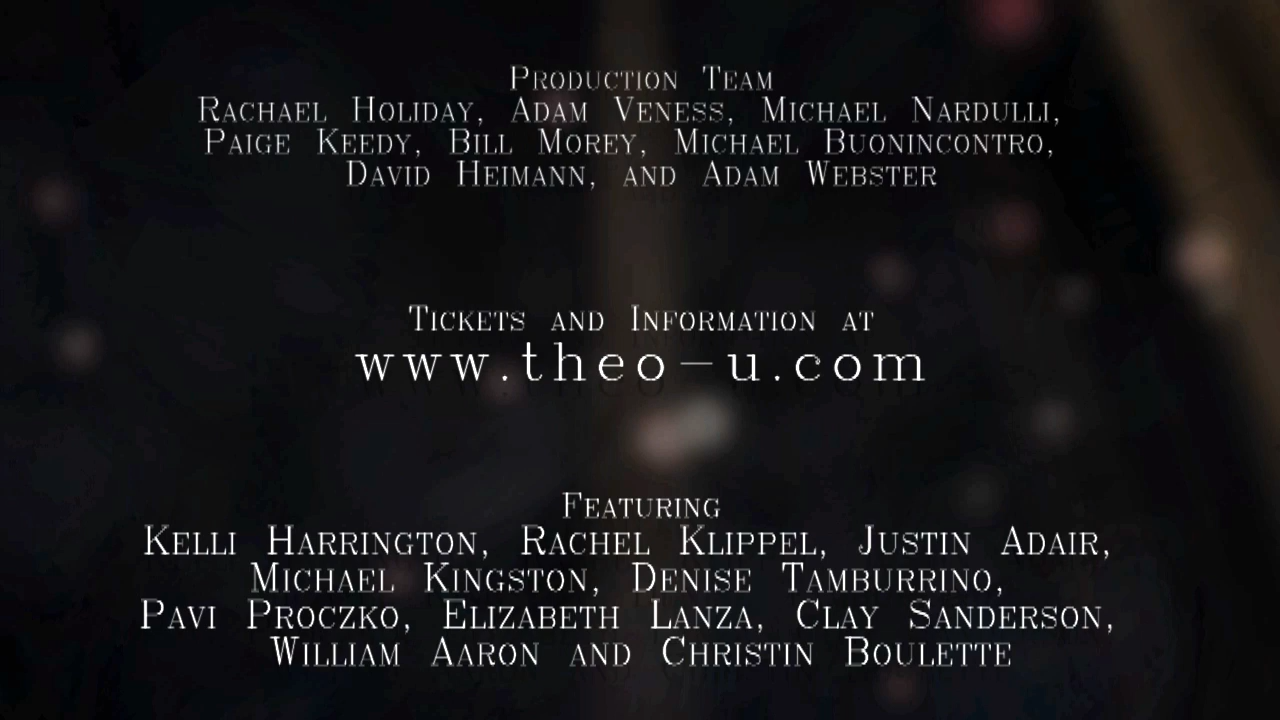 Production Team
Rachael Holiday, Adam Veness, Michael Nardulli,
Paige Keedy, Bill Morey, Michael Buonincontro,
David Heimann, and Adam Webster
Tickets and Information at
www.theo-u.com
Featuring
Kelli Harrington, Rachel Klippel, Justin Adair,
Michael Kingston, Denise Tamburrino,
Pavi Proczko, Elizabeth Lanza, Clay Sanderson,
William Aaron and Christin Boulette